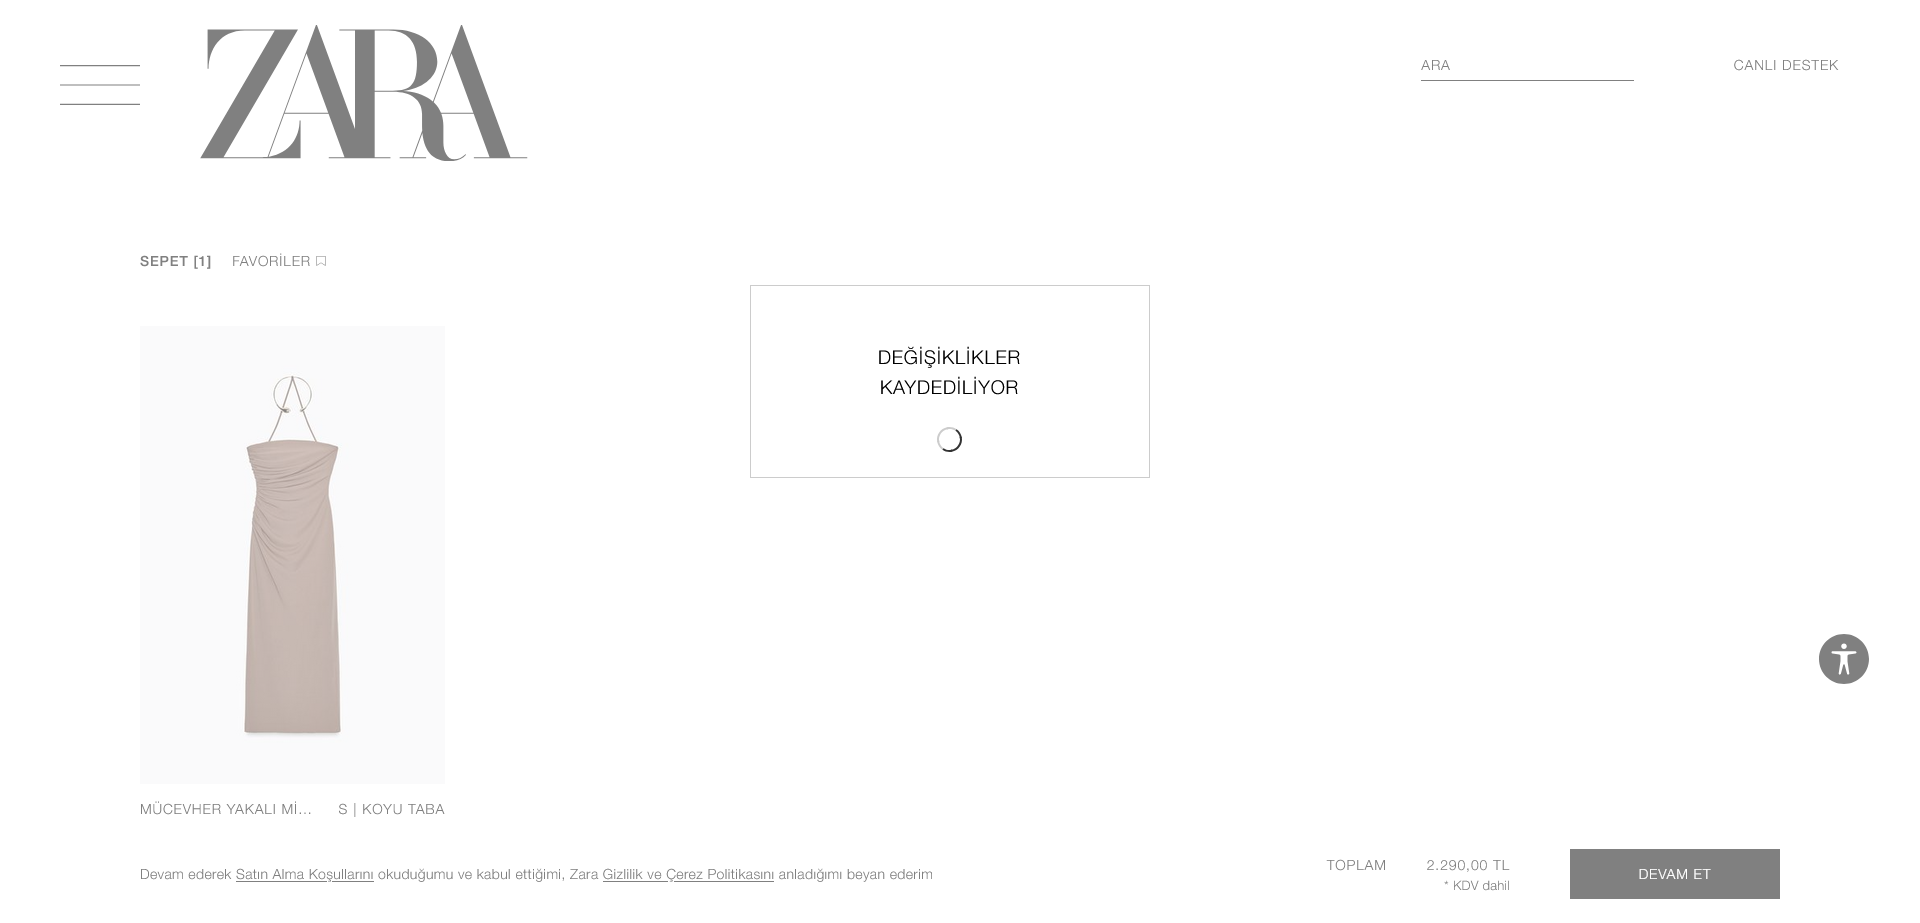 ZARA
ARA
CANLI DESTEK
SEPET [1] FAVORİLER
DEĞİŞİKLİKLER
KAYDEDİLİYOR
MÜCEVHER YAKALI Mİ... S | KOYU TABA
Devam ederek Satın Alma Koşullarını okuduğumu ve kabul ettiğimi, Zara Gizlilik ve Çerez Politikasını anladığımı beyan ederim
TOPLAM 2.290,00 TL
* KDV dahil
DEVAM ET